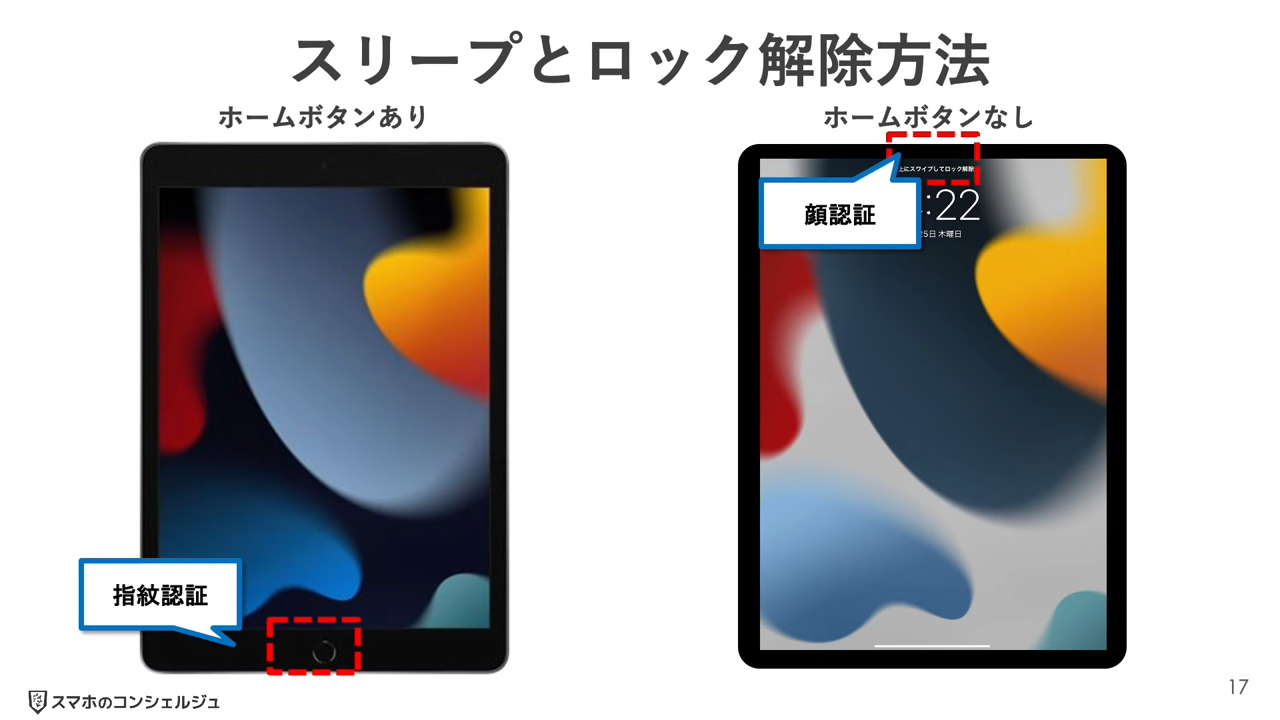 スリープとロック解除方法
ホームボタンあり
ホームボタンなし
上にスワイプしてロック解除
顔認証
:22
5日 木曜日
指紋認証
スマホのコンシェルジュ
17